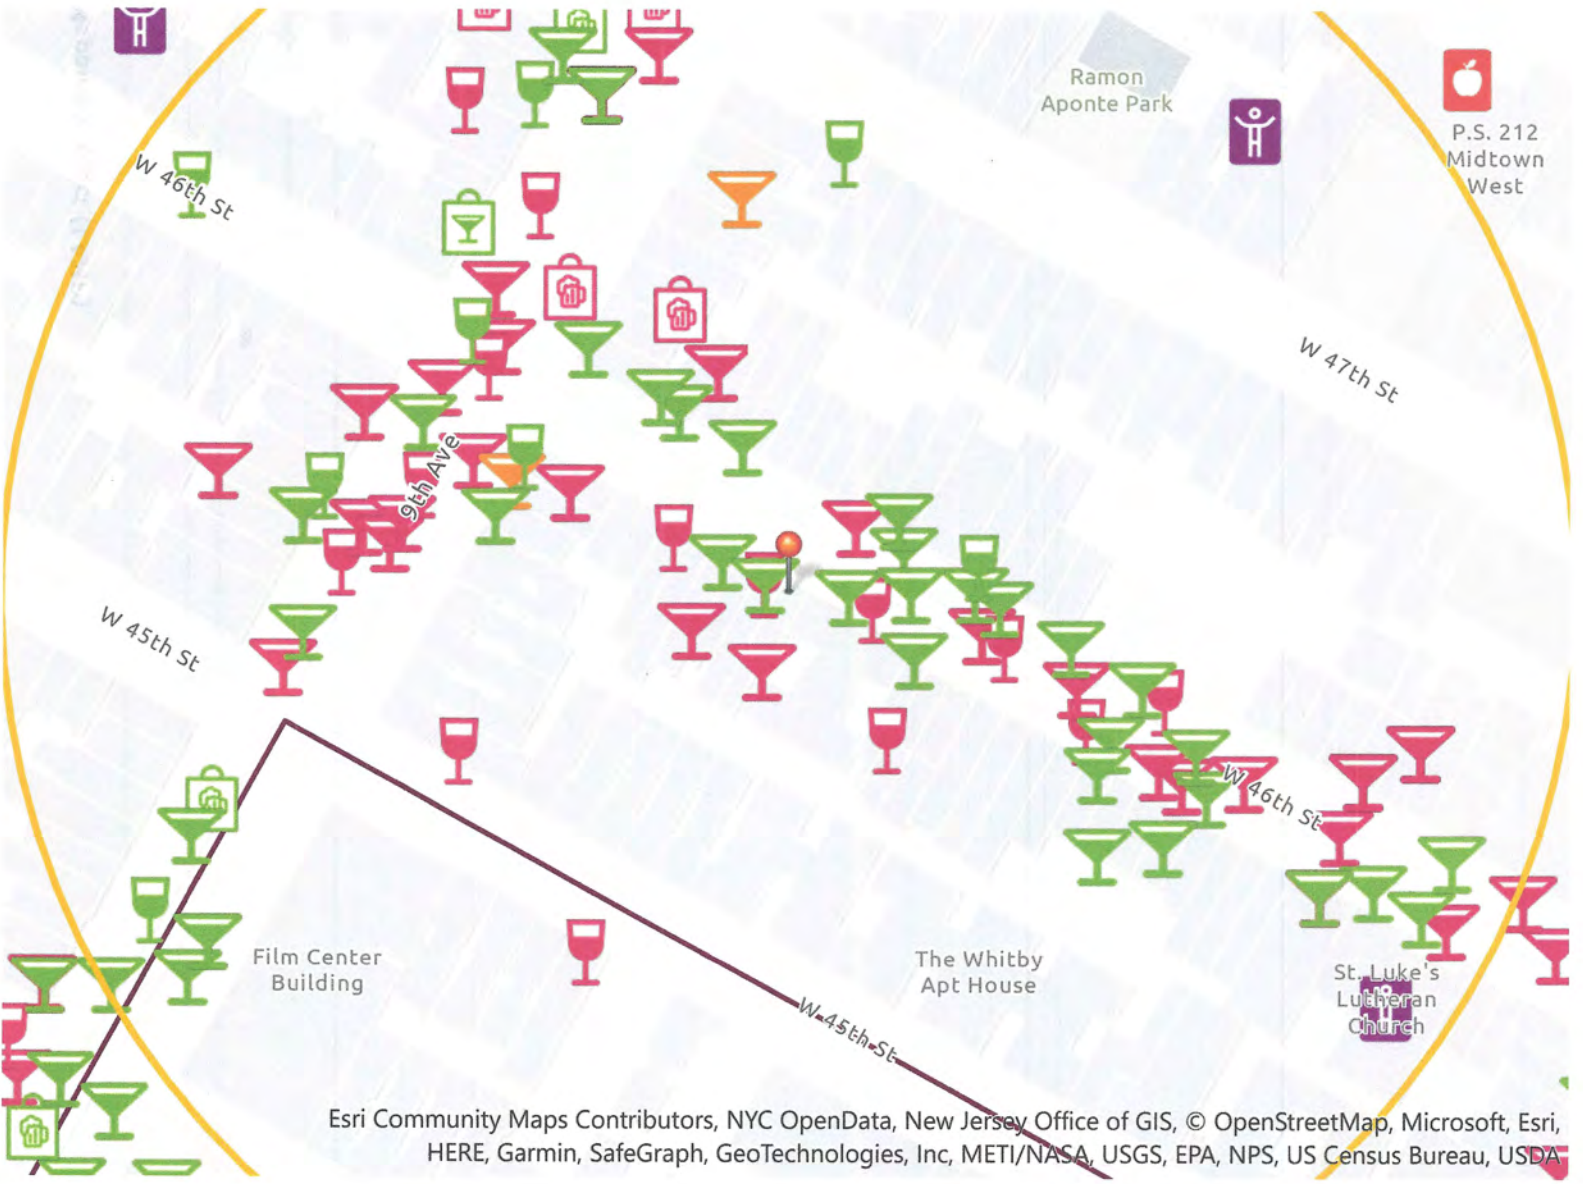 Ramon
Aponte Park
P.S. 212
Midtown
West
W 46th St
W 47th St
9th Ave
W 45th St
W 46th St
Film Center
Building
The Whitby
Apt House
St. Luke's
Lutheran
Church
W 45th St
Esri Community Maps Contributors, NYC OpenData, New Jersey Office of GIS, © OpenStreetMap, Microsoft, Esri,
HERE, Garmin, SafeGraph, GeoTechnologies, Inc, METI/NASA, USGS, EPA, NPS, US Census Bureau, USDA